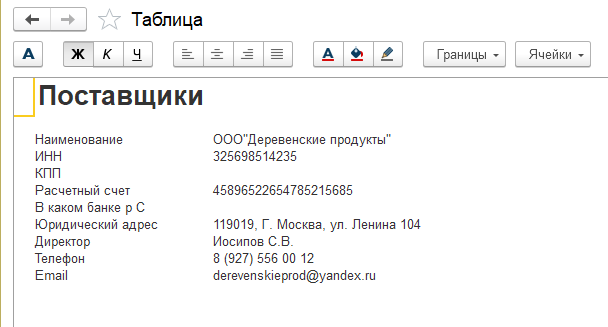 Таблица
А Ж К Ч А Границы Ячейки
Поставщики
Наименование ООО"Деревенские продукты"
ИНН 325698514235
КПП
Расчетный счет 45896522654785215685
В каком банке р С
Юридический адрес 119019, Г. Москва, ул. Ленина 104
Директор Иосипов С.В.
Телефон 8 (927) 556 00 12
Email derevenskieprod@yandex.ru